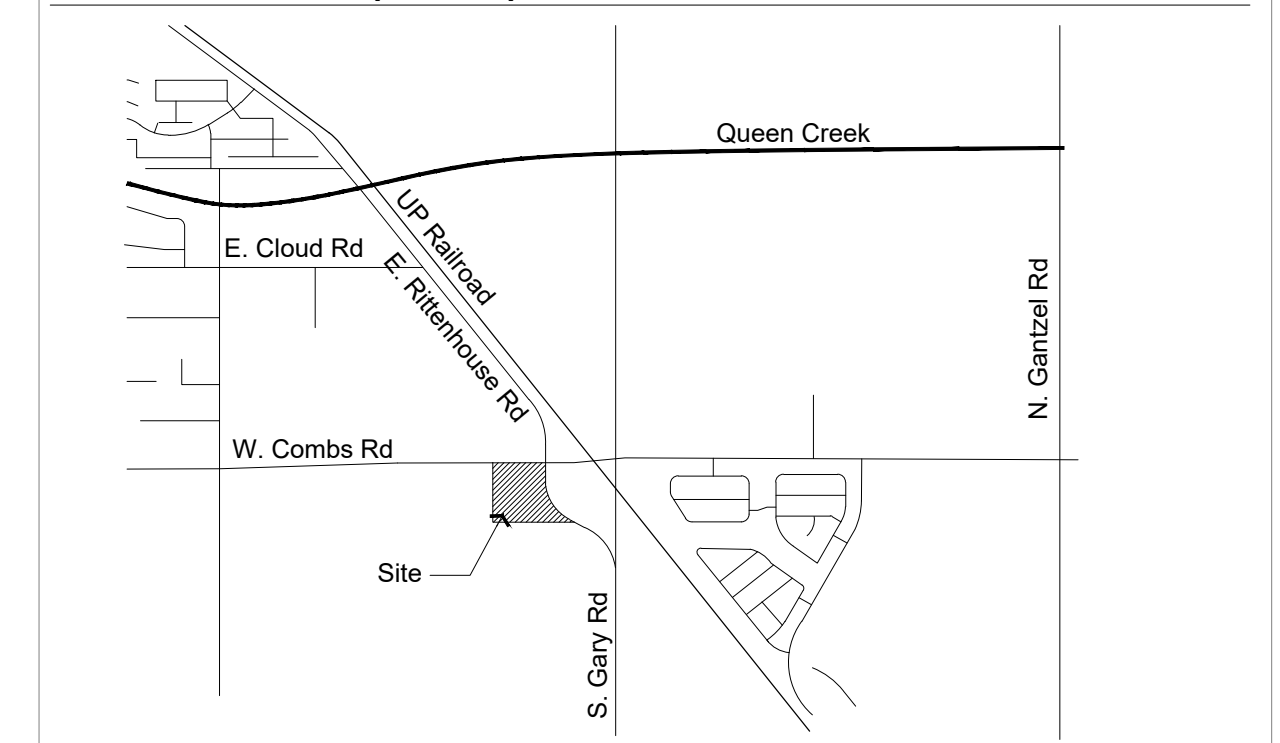 Queen Creek
UP Railroad
E. Cloud Rd
E. Rittenhouse Rd
N. Gantzel Rd
W. Combs Rd
Site
S. Gary Rd